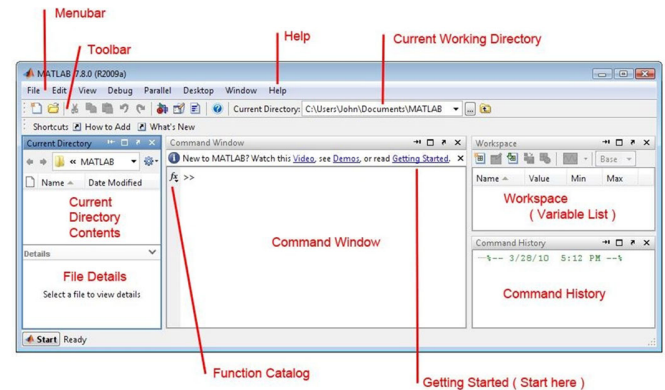 Menubar
Toolbar
Help
Current Working Directory
MATLAB 7.8.0 (R2009a)
File Edit View Debug Parallel Desktop Window Help
Current Directory: C:\Users\John\Documents\MATLAB
Shortcuts How to Add What's New
Current Directory
« MATLAB
Name Date Modified
Current
Directory
Contents
Details
File Details
Select a file to view details
Command Window
New to MATLAB? Watch this Video, see Demos, or read Getting Started.
fx >>
Command Window
Workspace
Base
Name Value Min Max
Workspace
( Variable List )
Command History
%-- 3/28/10 5:12 PM --%
Command History
Start Ready
Function Catalog
Getting Started ( Start here )